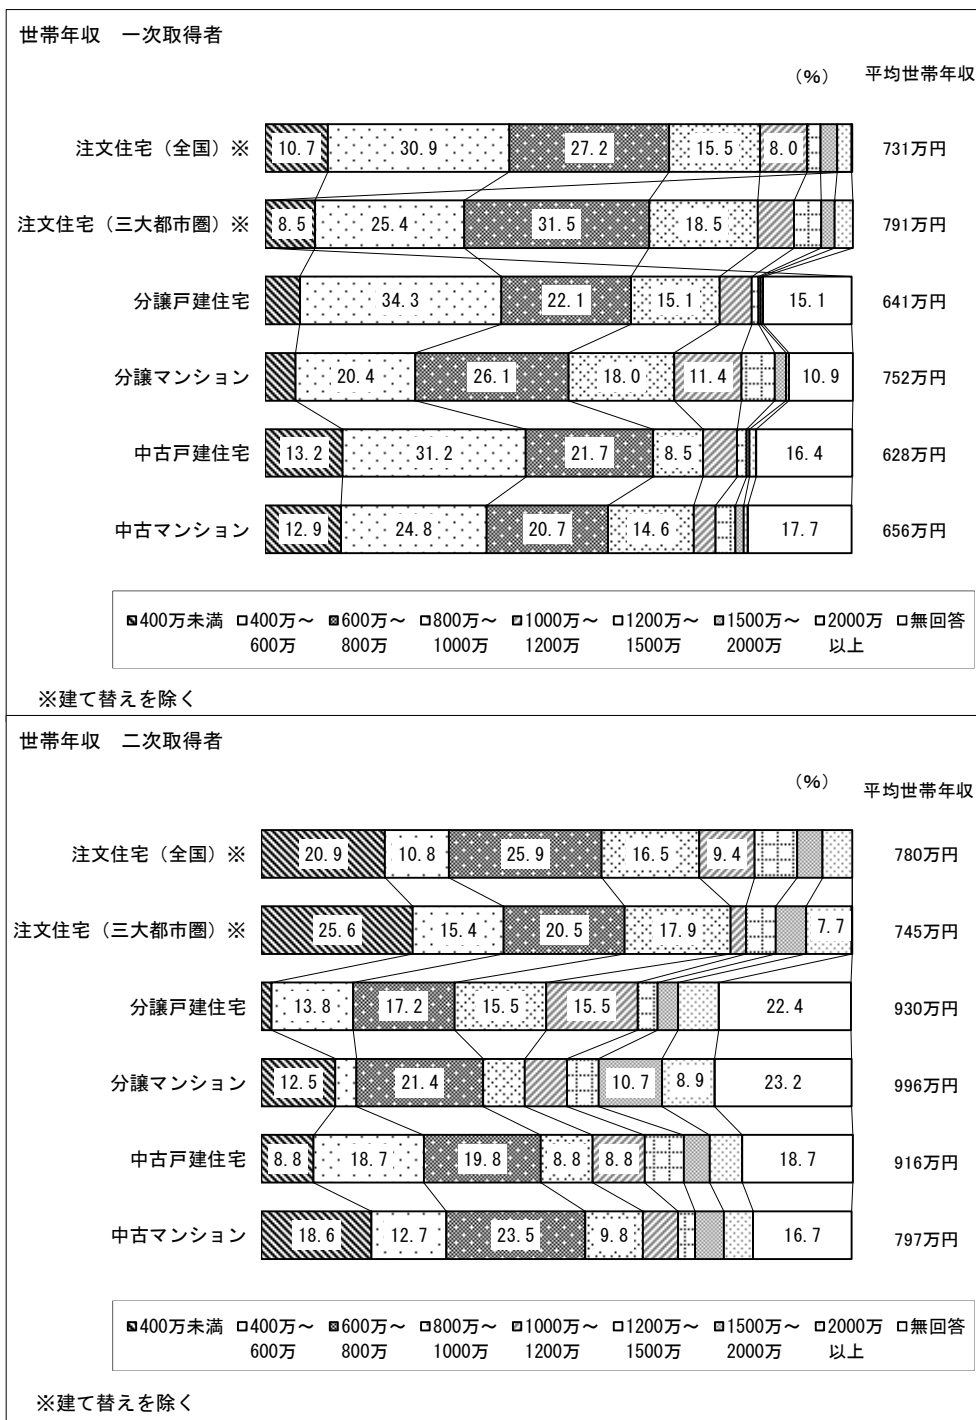 世帯年収　一次取得者
（%）　平均世帯年収
注文住宅（全国）※　10.7　30.9　27.2　15.5　8.0　731万円
注文住宅（三大都市圏）※　8.5　25.4　31.5　18.5　791万円
分譲戸建住宅　34.3　22.1　15.1　15.1　641万円
分譲マンション　20.4　26.1　18.0　11.4　10.9　752万円
中古戸建住宅　13.2　31.2　21.7　8.5　16.4　628万円
中古マンション　12.9　24.8　20.7　14.6　17.7　656万円
400万未満　400万～600万　600万～800万　800万～1000万　1000万～1200万　1200万～1500万　1500万～2000万　2000万以上　無回答
※建て替えを除く
世帯年収　二次取得者
（%）　平均世帯年収
注文住宅（全国）※　20.9　10.8　25.9　16.5　9.4　780万円
注文住宅（三大都市圏）※　25.6　15.4　20.5　17.9　7.7　745万円
分譲戸建住宅　13.8　17.2　15.5　15.5　22.4　930万円
分譲マンション　12.5　21.4　10.7　8.9　23.2　996万円
中古戸建住宅　8.8　18.7　19.8　8.8　8.8　18.7　916万円
中古マンション　18.6　12.7　23.5　9.8　16.7　797万円
400万未満　400万～600万　600万～800万　800万～1000万　1000万～1200万　1200万～1500万　1500万～2000万　2000万以上　無回答
※建て替えを除く